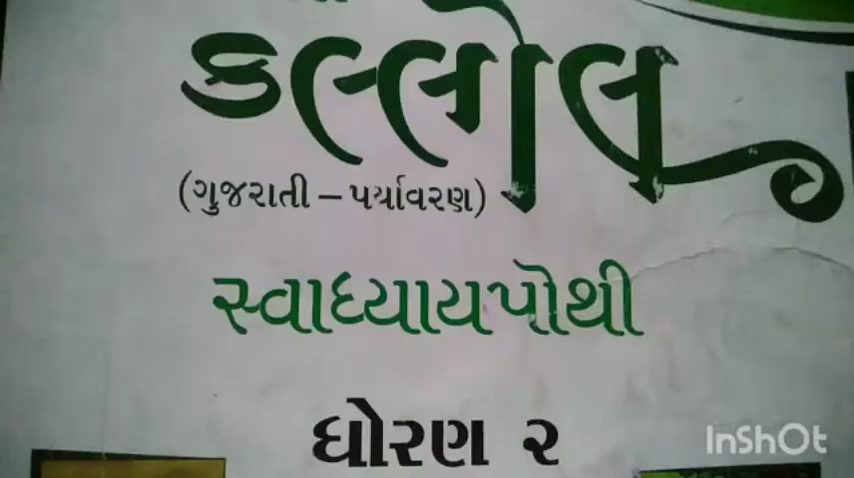 કલ્લોલ
(ગુજરાતી – પર્યાવરણ)
સ્વાધ્યાયપોથી
ધોરણ ૨
InShOt